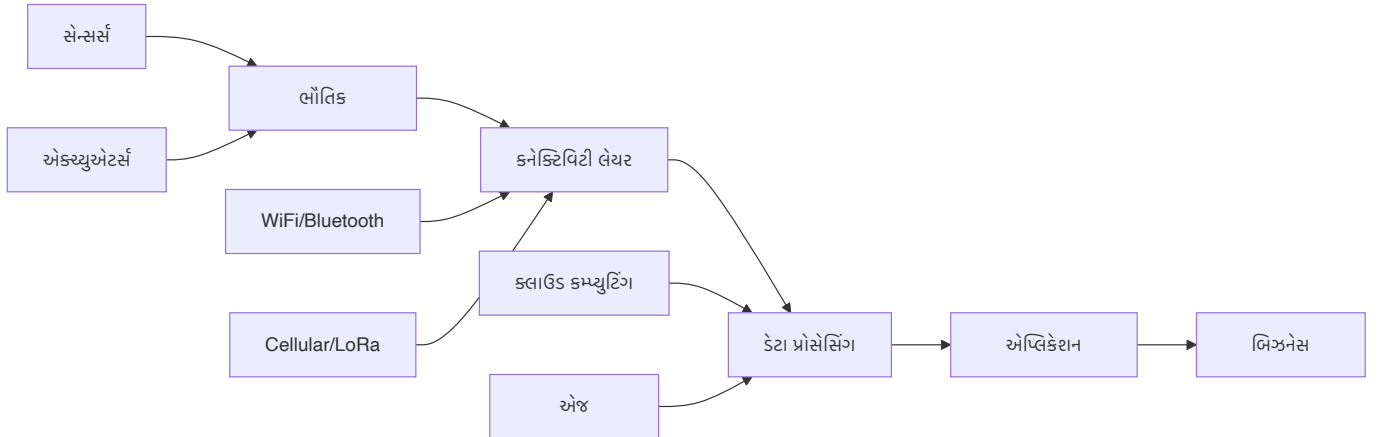 સેન્સર્સ
ભૌતિક
એક્ચ્યુએટર્સ
કનેક્ટિવિટી લેયર
WiFi/Bluetooth
ક્લાઉડ કમ્પ્યુટિંગ
Cellular/LoRa
ડેટા પ્રોસેસિંગ
એપ્લિકેશન
બિઝનેસ
એજ